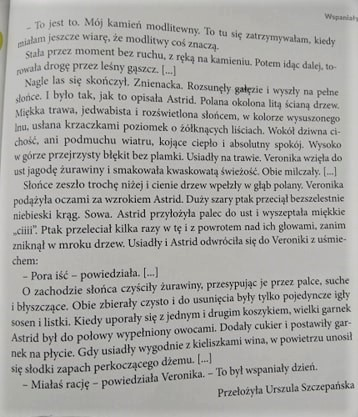 Wspaniały
– To jest to. Mój kamień modlitewny. To tu się zatrzymywałam, kiedy
miałam jeszcze wiarę, że modlitwy coś znaczą.
Stała przez moment bez ruchu, z ręką na kamieniu. Potem idąc dalej, to-
rowała drogę przez leśny gąszcz. [...]
Nagle las się skończył. Znienacka. Rozsunęły gałęzie i wyszły na pełne
słońce. I było tak, jak to opisała Astrid. Polana okolona litą ścianą drzew.
Miękka trawa, jedwabista i rozświetlona słońcem, w kolorze wysuszonego
lnu, usłana krzaczkami poziomek o żółknących liściach. Wokół dziwna ci-
chość, ani podmuchu wiatru, kojące ciepło i absolutny spokój. Wysoko
w górze przejrzysty błękit bez plamki. Usiadły na trawie. Veronika wzięła do
ust jagodę żurawiny i smakowała kwaskowatą świeżość. Obie milczały. [...]
Słońce zeszło trochę niżej i cienie drzew wpełzły w głąb polany. Veronika
podążyła oczami za wzrokiem Astrid. Duży szary ptak przeciął bezszelestnie
niebieski krąg. Sowa. Astrid przyłożyła palec do ust i wyszeptała miękkie
„ciiii”. Ptak przeleciał kilka razy w tę i z powrotem nad ich głowami, zanim
zniknął w mroku drzew. Usiadły i Astrid odwróciła się do Veroniki z uśmie-
chem:
– Pora iść – powiedziała. [...]
O zachodzie słońca czyściły żurawiny, przesypując je przez palce, suche
i błyszczące. Obie zbierały czysto i do usunięcia były tylko pojedyncze igły
sosen i listki. Kiedy uporały się z jednym i drugim koszykiem, wielki garnek
Astrid był do połowy wypełniony owocami. Dodały cukier i postawiły gar-
nek na płycie. Gdy usiadły wygodnie z kieliszkami wina, w powietrzu unosił
się słodki zapach perkoczącego dżemu. [...]
– Miałaś rację – powiedziała Veronika. – To był wspaniały dzień.
Przełożyła Urszula Szczepańska